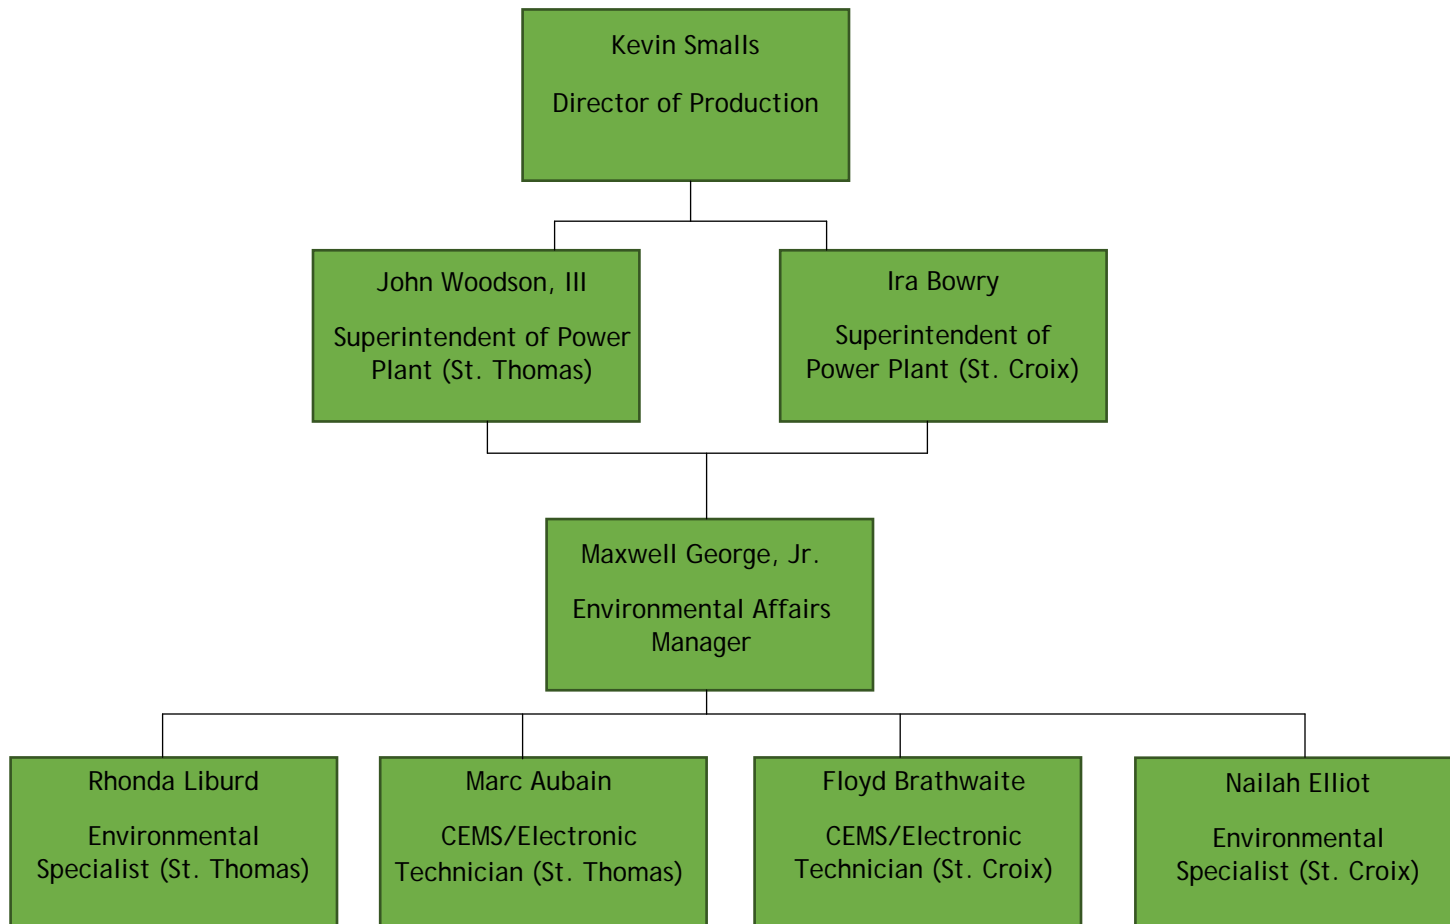 Kevin Smalls
Director of Production
John Woodson, III
Superintendent of Power
Plant (St. Thomas)
Ira Bowry
Superintendent of
Power Plant (St. Croix)
Maxwell George, Jr.
Environmental Affairs
Manager
Rhonda Liburd
Environmental
Specialist (St. Thomas)
Marc Aubain
CEMS/Electronic
Technician (St. Thomas)
Floyd Brathwaite
CEMS/Electronic
Technician (St. Croix)
Nailah Elliot
Environmental
Specialist (St. Croix)